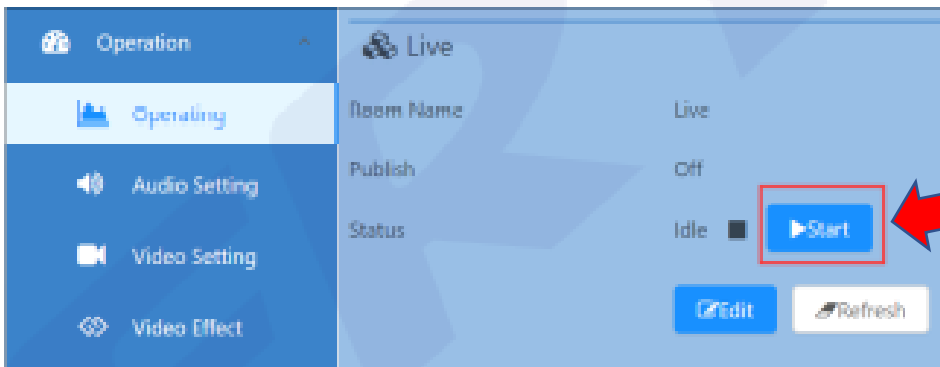 Operation
Live
Operating
Room Name Live
Audio Setting
Publish Off
Status Idle Start
Video Setting
Edit Refresh
Video Effect